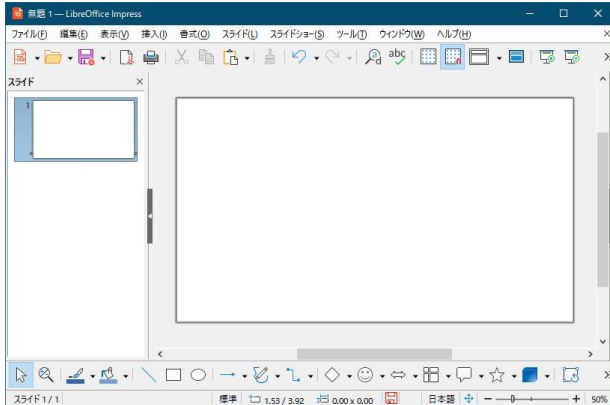 無題 1 — LibreOffice Impress
ファイル(F) 編集(E) 表示(V) 挿入(I) 書式(O) スライド(L) スライドショー(S) ツール(T) ウィンドウ(W) ヘルプ(H)
abc
スライド
1
スライド 1 / 1 標準 1.53 / 3.92 0.00 x 0.00 日本語 50%